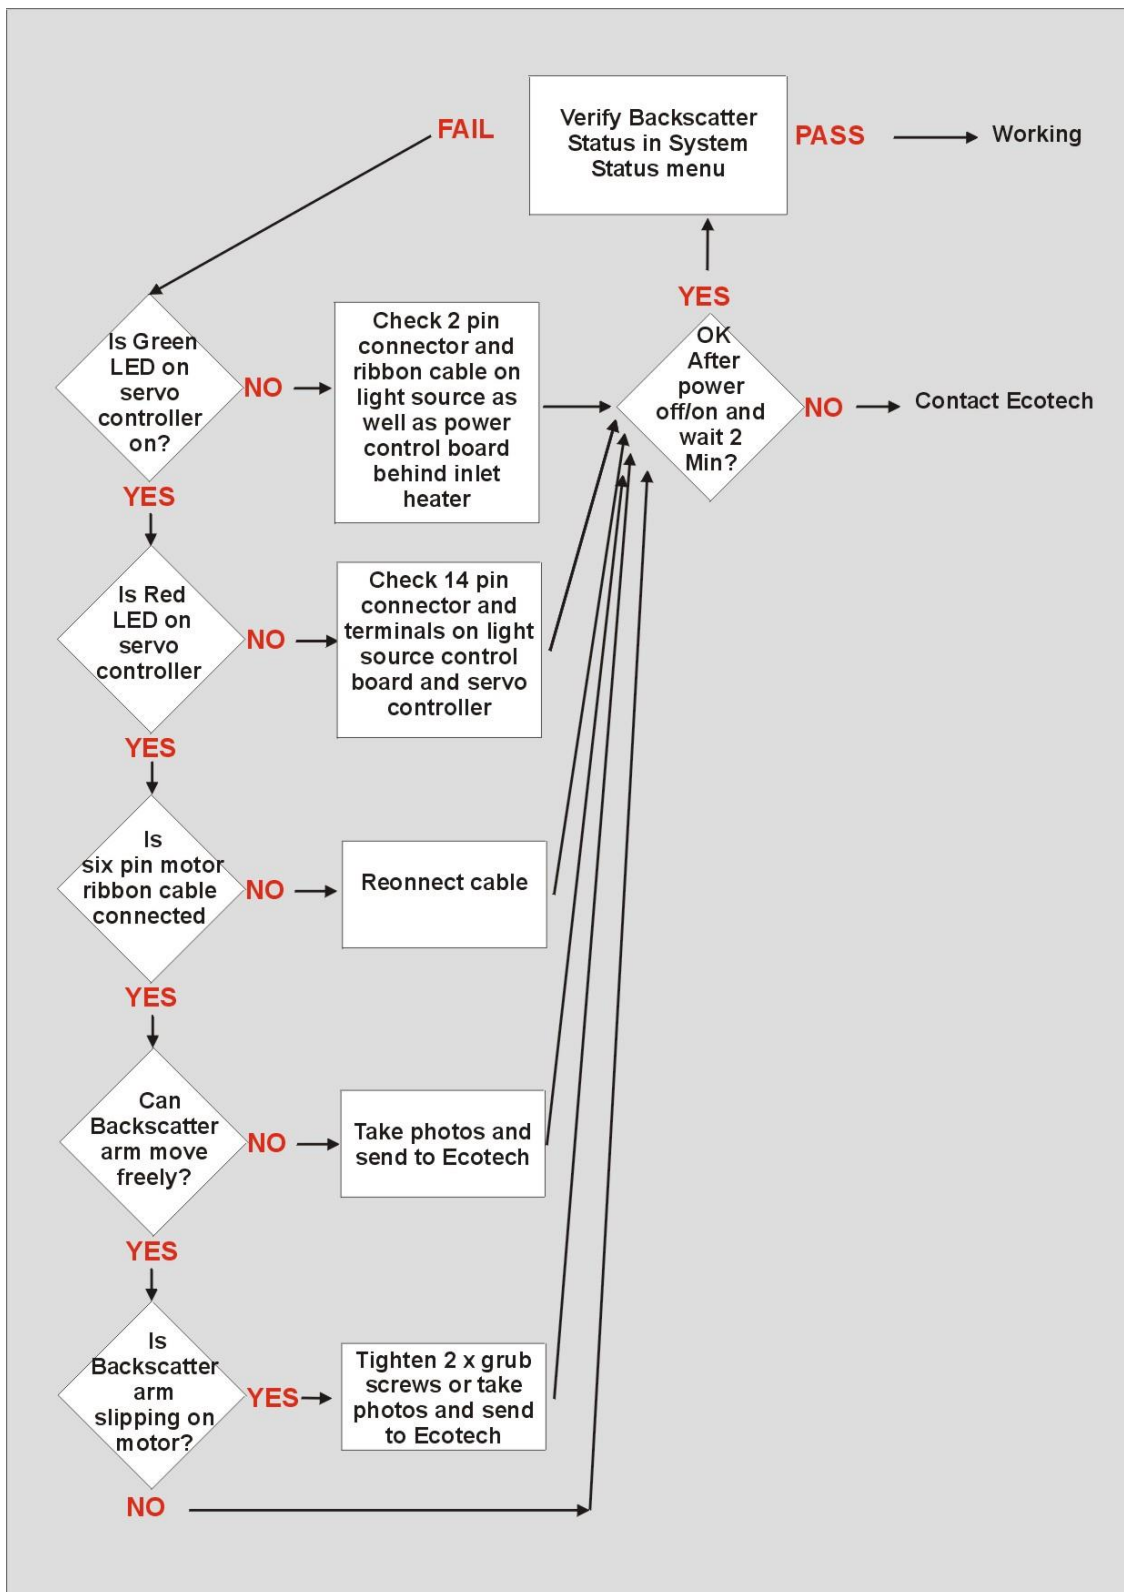 Verify Backscatter
Status in System
Status menu
FAIL
PASS
Working
YES
Is Green
LED on
servo
controller
on?
NO
Check 2 pin
connector and
ribbon cable on
light source as
well as power
control board
behind inlet
heater
OK
After
power
off/on and
wait 2
Min?
NO
Contact Ecotech
YES
Is Red
LED on
servo
controller
NO
Check 14 pin
connector and
terminals on light
source control
board and servo
controller
YES
Is
six pin motor
ribbon cable
connected
NO
Reonnect cable
YES
Can
Backscatter
arm move
freely?
NO
Take photos and
send to Ecotech
YES
Is
Backscatter
arm
slipping on
motor?
YES
Tighten 2 x grub
screws or take
photos and send
to Ecotech
NO